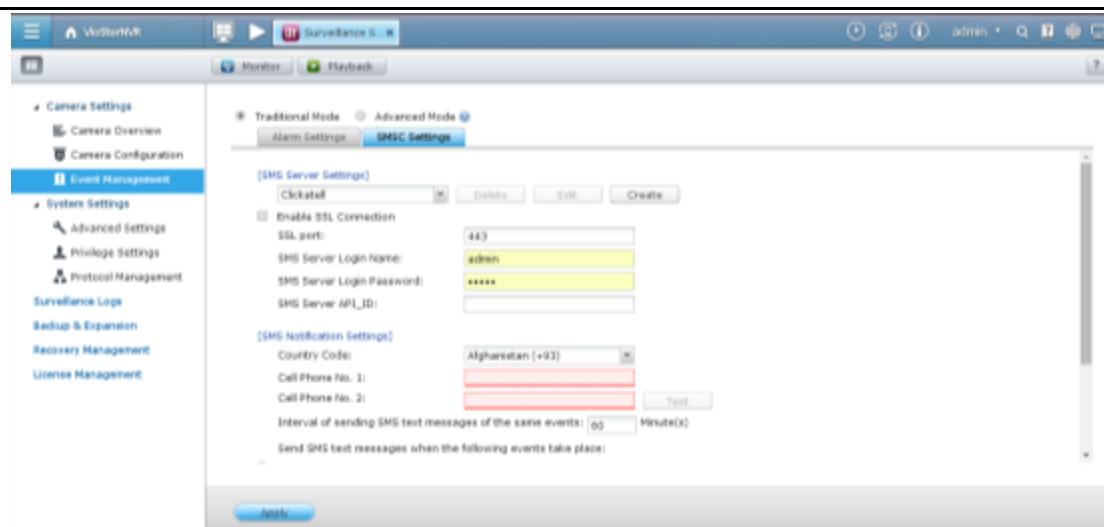 VioStorNVR Surveillance S... admin
Monitor Playback
Camera Settings
Camera Overview
Camera Configuration
Event Management
System Settings
Advanced Settings
Privilege Settings
Protocol Management
Surveillance Logs
Backup & Expansion
Recovery Management
License Management
Traditional Mode Advanced Mode
Alarm Settings SMSC Settings
[SMS Server Settings]
Clickatell Delete Edit Create
Enable SSL Connection
SSL port: 443
SMS Server Login Name: admin
SMS Server Login Password: •••••
SMS Server API_ID:
[SMS Notification Settings]
Country Code: Afghanistan (+93)
Cell Phone No. 1:
Cell Phone No. 2: Test
Interval of sending SMS text messages of the same events: 60 Minute(s)
Send SMS text messages when the following events take place:
Apply